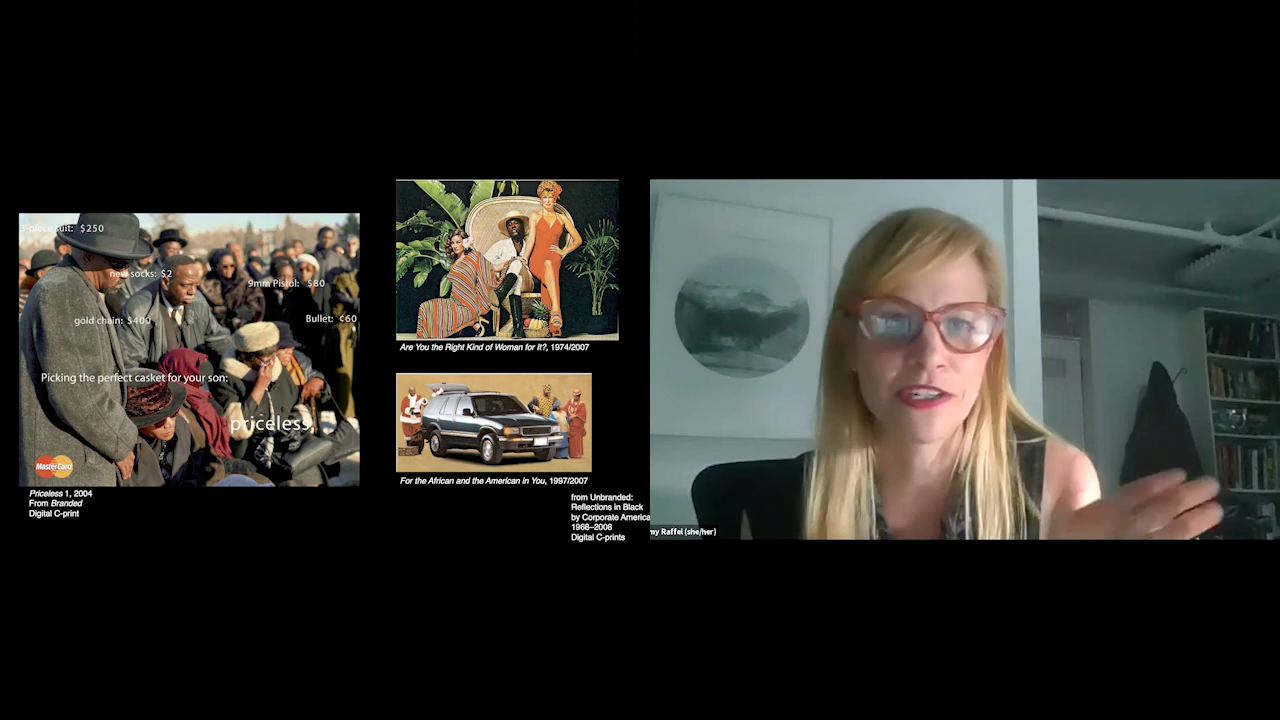 3-piece suit: $250
new socks: $2
9mm Pistol: $80
gold chain: $400
Bullet: ¢60
Picking the perfect casket for your son:
priceless.
MasterCard
Priceless 1, 2004
From Branded
Digital C-print
Are You the Right Kind of Woman for It?, 1974/2007
For the African and the American in You, 1997/2007
from Unbranded:
Reflections in Black
by Corporate America
1968–2008
Digital C-prints
my Raffel (she/her)